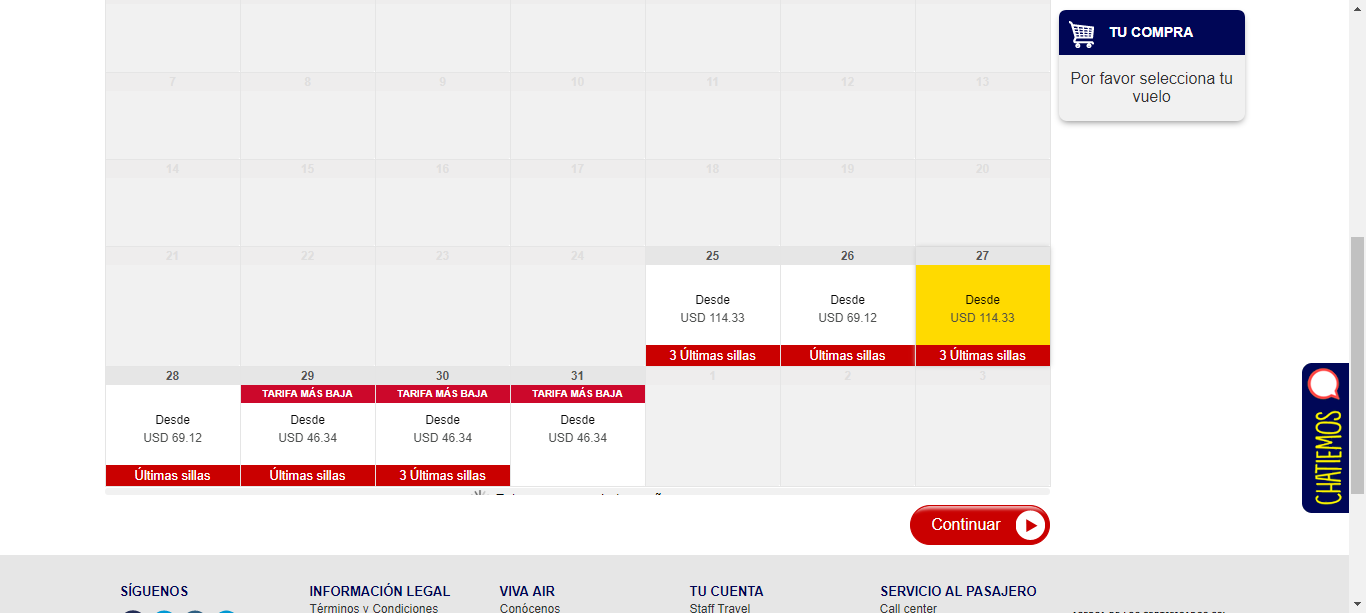 TU COMPRA
Por favor selecciona tu
vuelo
7 8 9 10 11 12 13
14 15 16 17 18 19 20
21 22 23 24 25 26 27
Desde Desde Desde
USD 114.33 USD 69.12 USD 114.33
3 Últimas sillas Últimas sillas 3 Últimas sillas
28 29 30 31 1 2 3
TARIFA MÁS BAJA TARIFA MÁS BAJA TARIFA MÁS BAJA
Desde Desde Desde Desde
USD 69.12 USD 46.34 USD 46.34 USD 46.34
Últimas sillas Últimas sillas 3 Últimas sillas
CHATIEMOS
Continuar
SÍGUENOS INFORMACIÓN LEGAL VIVA AIR TU CUENTA SERVICIO AL PASAJERO
Términos y Condiciones Conócenos Staff Travel Call center